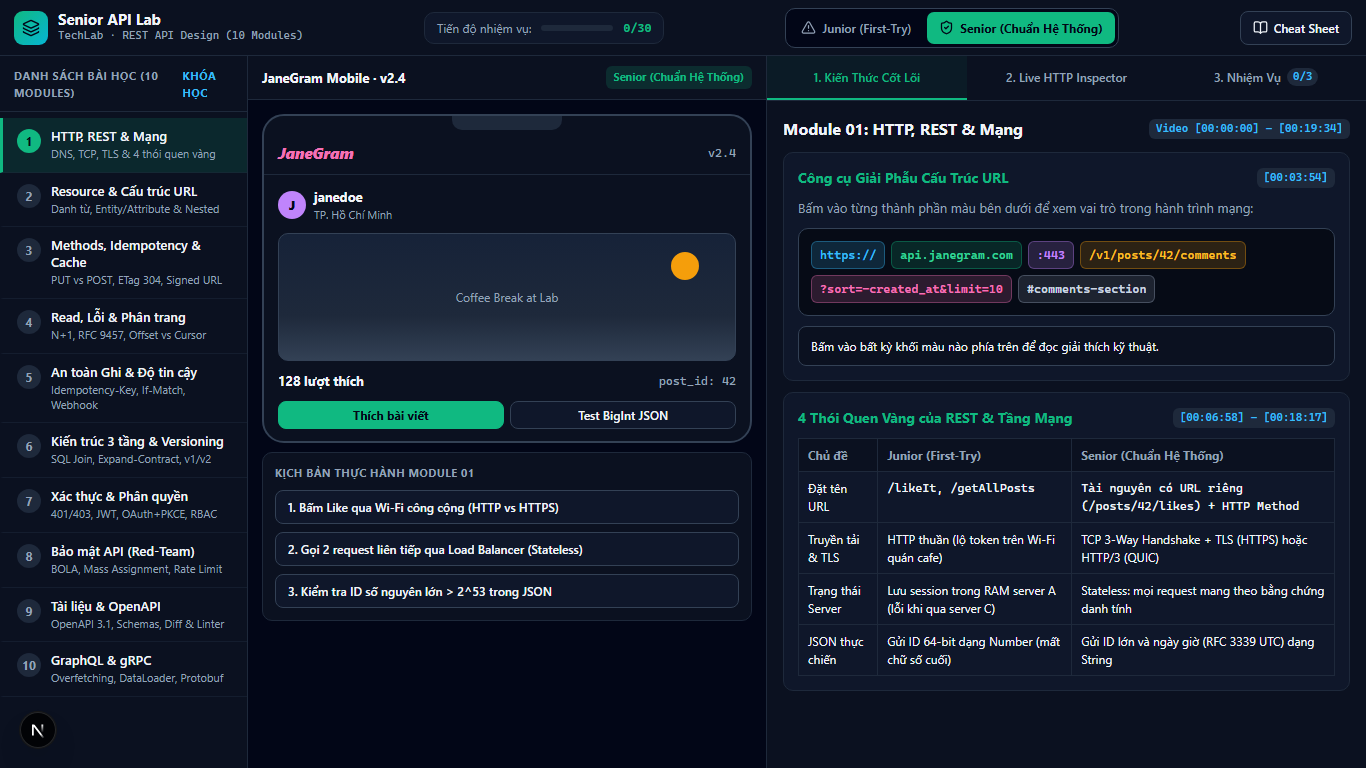 Senior API Lab
TechLab · REST API Design (10 Modules)
Tiến độ nhiệm vụ: 0/30
Junior (First-Try)
Senior (Chuẩn Hệ Thống)
Cheat Sheet
DANH SÁCH BÀI HỌC (10
MODULES)
KHÓA
HỌC
1
HTTP, REST & Mạng
DNS, TCP, TLS & 4 thói quen vàng
2
Resource & Cấu trúc URL
Danh từ, Entity/Attribute & Nested
3
Methods, Idempotency &
Cache
PUT vs POST, ETag 304, Signed URL
4
Read, Lỗi & Phân trang
N+1, RFC 9457, Offset vs Cursor
5
An toàn Ghi & Độ tin cậy
Idempotency-Key, If-Match,
Webhook
6
Kiến trúc 3 tầng & Versioning
SQL Join, Expand-Contract, v1/v2
7
Xác thực & Phân quyền
401/403, JWT, OAuth+PKCE, RBAC
8
Bảo mật API (Red-Team)
BOLA, Mass Assignment, Rate Limit
9
Tài liệu & OpenAPI
OpenAPI 3.1, Schemas, Diff & Linter
10
GraphQL & gRPC
Overfetching, DataLoader, Protobuf
N
JaneGram Mobile · v2.4
Senior (Chuẩn Hệ Thống)
JaneGram
v2.4
J
janedoe
TP. Hồ Chí Minh
Coffee Break at Lab
128 lượt thích
post_id: 42
Thích bài viết
Test BigInt JSON
KỊCH BẢN THỰC HÀNH MODULE 01
1. Bấm Like qua Wi-Fi công cộng (HTTP vs HTTPS)
2. Gọi 2 request liên tiếp qua Load Balancer (Stateless)
3. Kiểm tra ID số nguyên lớn > 2^53 trong JSON
1. Kiến Thức Cốt Lõi
2. Live HTTP Inspector
3. Nhiệm Vụ 0/3
Module 01: HTTP, REST & Mạng
Video [00:00:00] – [00:19:34]
Công cụ Giải Phẫu Cấu Trúc URL
[00:03:54]
Bấm vào từng thành phần màu bên dưới để xem vai trò trong hành trình mạng:
https://
api.janegram.com
:443
/v1/posts/42/comments
?sort=-created_at&limit=10
#comments-section
Bấm vào bất kỳ khối màu nào phía trên để đọc giải thích kỹ thuật.
4 Thói Quen Vàng của REST & Tầng Mạng
[00:06:58] – [00:18:17]
Chủ đề
Junior (First-Try)
Senior (Chuẩn Hệ Thống)
Đặt tên
URL
/likeIt, /getAllPosts
Tài nguyên có URL riêng
(/posts/42/likes) + HTTP Method
Truyền tải
& TLS
HTTP thuần (lộ token trên Wi-Fi
quán cafe)
TCP 3-Way Handshake + TLS (HTTPS) hoặc
HTTP/3 (QUIC)
Trạng thái
Server
Lưu session trong RAM server A
(lỗi khi qua server C)
Stateless: mọi request mang theo bằng chứng
danh tính
JSON thực
chiến
Gửi ID 64-bit dạng Number (mất
chữ số cuối)
Gửi ID lớn và ngày giờ (RFC 3339 UTC) dạng
String